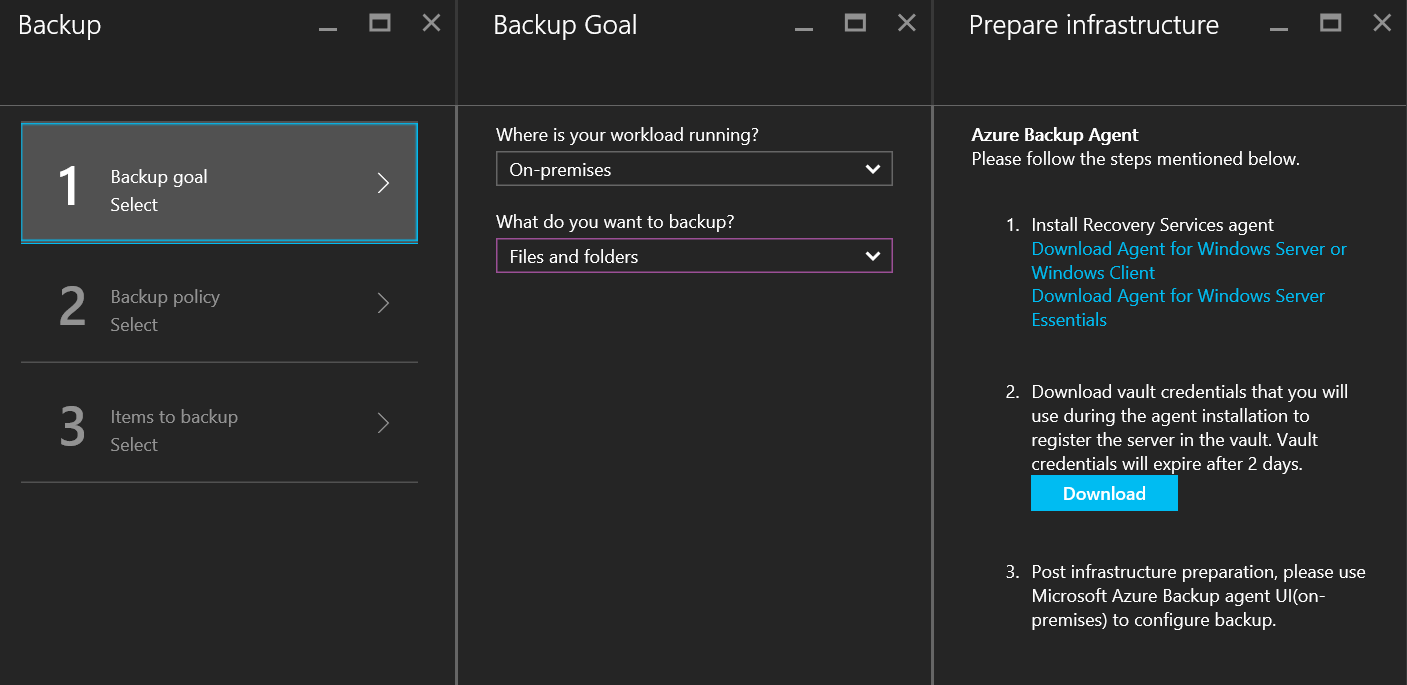 Backup
1
Backup goal
Select
2
Backup policy
Select
3
Items to backup
Select
Backup Goal
Where is your workload running?
On-premises
What do you want to backup?
Files and folders
Prepare infrastructure
Azure Backup Agent
Please follow the steps mentioned below.
1. Install Recovery Services agent
Download Agent for Windows Server or
Windows Client
Download Agent for Windows Server
Essentials
2. Download vault credentials that you will
use during the agent installation to
register the server in the vault. Vault
credentials will expire after 2 days.
Download
3. Post infrastructure preparation, please use
Microsoft Azure Backup agent UI(on-
premises) to configure backup.